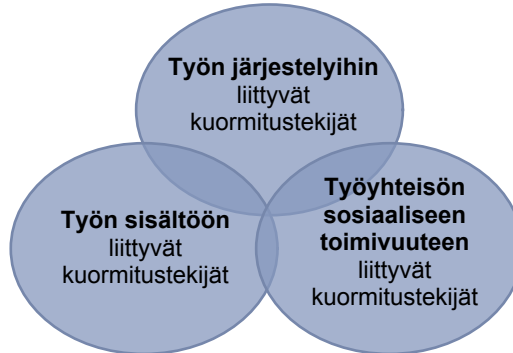 Työn järjestelyihin
liittyvät
kuormitustekijät
Työn sisältöön
liittyvät
kuormitustekijät
Työyhteisön
sosiaaliseen
toimivuuteen
liittyvät
kuormitustekijät